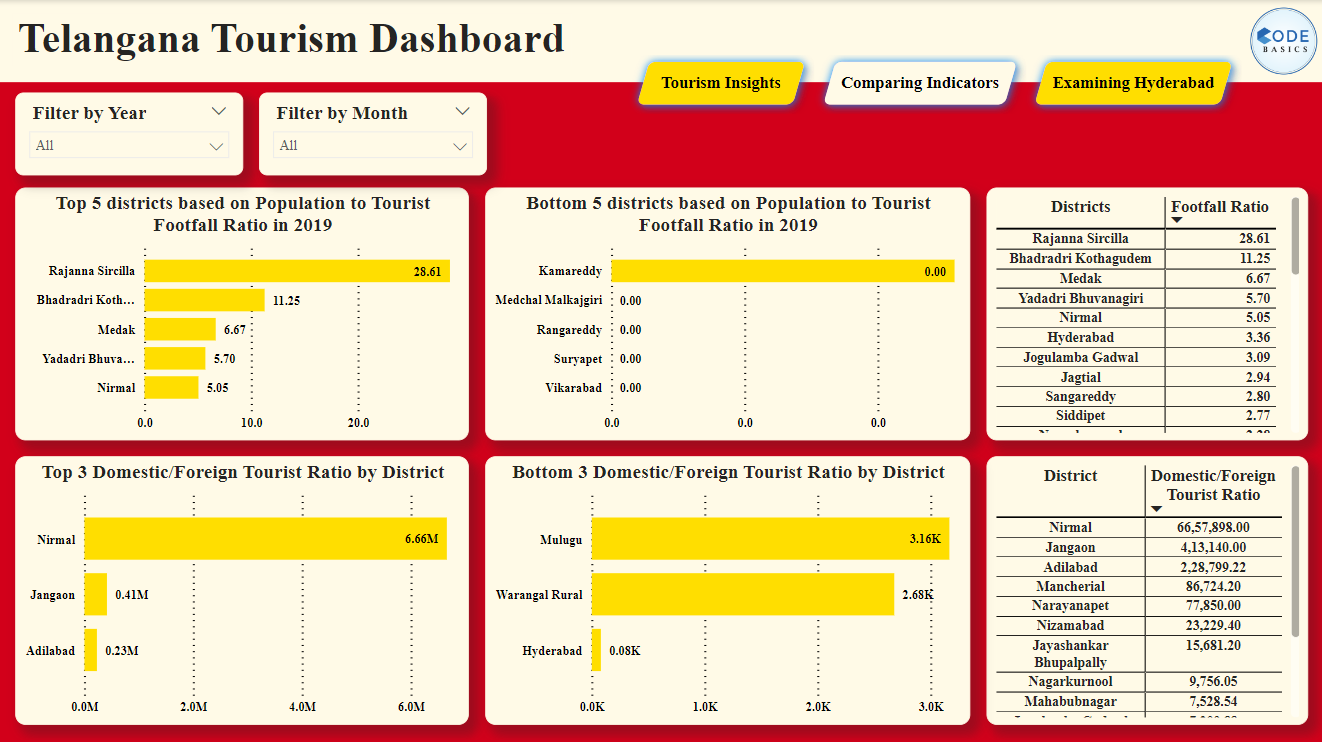 Telangana Tourism Dashboard
CODE
BASICS
Tourism Insights
Comparing Indicators
Examining Hyderabad
Filter by Year
All
Filter by Month
All
Top 5 districts based on Population to Tourist
Footfall Ratio in 2019
Rajanna Sircilla 28.61
Bhadradri Koth... 11.25
Medak 6.67
Yadadri Bhuva... 5.70
Nirmal 5.05
0.0 10.0 20.0
Bottom 5 districts based on Population to Tourist
Footfall Ratio in 2019
Kamareddy 0.00
Medchal Malkajgiri 0.00
Rangareddy 0.00
Suryapet 0.00
Vikarabad 0.00
0.0 0.0 0.0
Districts Footfall Ratio
Rajanna Sircilla 28.61
Bhadradri Kothagudem 11.25
Medak 6.67
Yadadri Bhuvanagiri 5.70
Nirmal 5.05
Hyderabad 3.36
Jogulamba Gadwal 3.09
Jagtial 2.94
Sangareddy 2.80
Siddipet 2.77
Top 3 Domestic/Foreign Tourist Ratio by District
Nirmal 6.66M
Jangaon 0.41M
Adilabad 0.23M
0.0M 2.0M 4.0M 6.0M
Bottom 3 Domestic/Foreign Tourist Ratio by District
Mulugu 3.16K
Warangal Rural 2.68K
Hyderabad 0.08K
0.0K 1.0K 2.0K 3.0K
District Domestic/Foreign
Tourist Ratio
Nirmal 66,57,898.00
Jangaon 4,13,140.00
Adilabad 2,28,799.22
Mancherial 86,724.20
Narayanapet 77,850.00
Nizamabad 23,229.40
Jayashankar 15,681.20
Bhupalpally
Nagarkurnool 9,756.05
Mahabubnagar 7,528.54